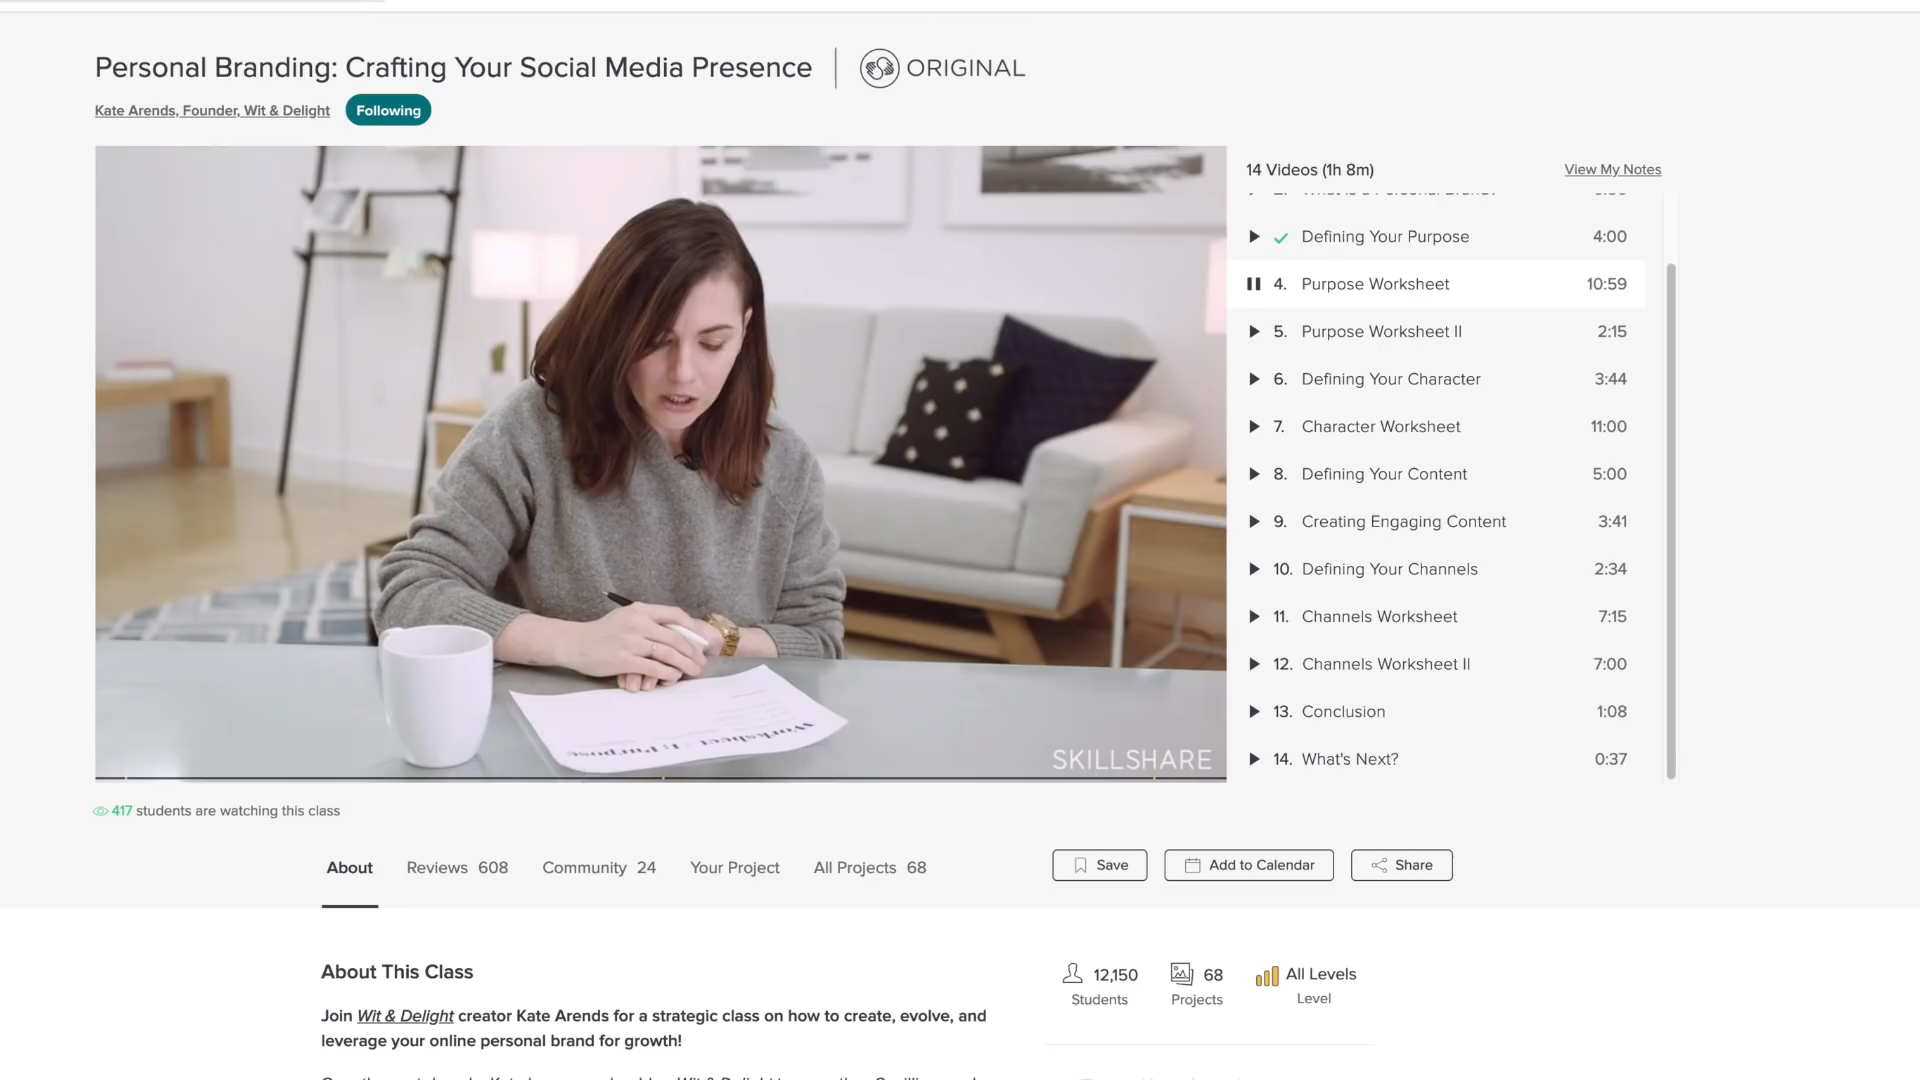 Personal Branding: Crafting Your Social Media Presence
ORIGINAL
Kate Arends, Founder, Wit & Delight
Following
14 Videos (1h 8m)
View My Notes
Defining Your Purpose 4:00
4. Purpose Worksheet 10:59
5. Purpose Worksheet II 2:15
6. Defining Your Character 3:44
7. Character Worksheet 11:00
8. Defining Your Content 5:00
9. Creating Engaging Content 3:41
10. Defining Your Channels 2:34
11. Channels Worksheet 7:15
12. Channels Worksheet II 7:00
13. Conclusion 1:08
14. What's Next? 0:37
Worksheet 1: Purpose
SKILLSHARE
417 students are watching this class
About Reviews 608 Community 24 Your Project All Projects 68
Save Add to Calendar Share
About This Class
Join Wit & Delight creator Kate Arends for a strategic class on how to create, evolve, and
leverage your online personal brand for growth!
12,150 68 All Levels
Students Projects Level